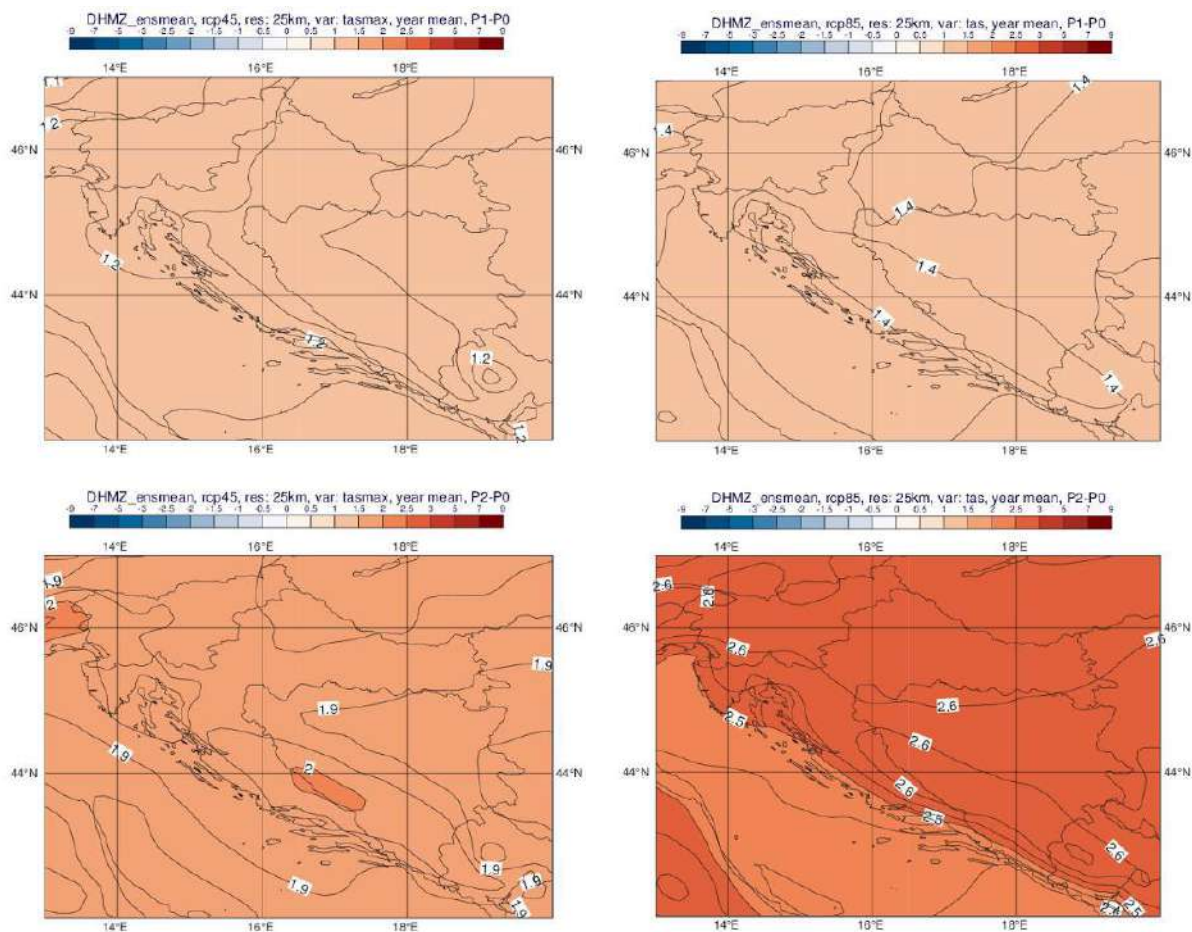 DHMZ_ensmean, rcp45, res: 25km, var: tasmax, year mean, P1-P0
-9 -7 -5 -3 -2.5 -2 -1.5 -1 -0.5 0 0.5 1 1.5 2 2.5 3 5 7 9
14°E 16°E 18°E
1.1
1.2
46°N 46°N
1.2
44°N 44°N
1.2
1.2
1.2
14°E 16°E 18°E
DHMZ_ensmean, rcp85, res: 25km, var: tas, year mean, P1-P0
-9 -7 -5 -3 -2.5 -2 -1.5 -1 -0.5 0 0.5 1 1.5 2 2.5 3 5 7 9
14°E 16°E 18°E
1.4
1.4
46°N 46°N
1.4
1.4
44°N 44°N
1.4
1.4
14°E 16°E 18°E
DHMZ_ensmean, rcp45, res: 25km, var: tasmax, year mean, P2-P0
-9 -7 -5 -3 -2.5 -2 -1.5 -1 -0.5 0 0.5 1 1.5 2 2.5 3 5 7 9
14°E 16°E 18°E
1.9
2
46°N 46°N
1.9
1.9
1.9
44°N 2 44°N
1.9
1.9
1.9
14°E 16°E 18°E
DHMZ_ensmean, rcp85, res: 25km, var: tas, year mean, P2-P0
-9 -7 -5 -3 -2.5 -2 -1.5 -1 -0.5 0 0.5 1 1.5 2 2.5 3 5 7 9
14°E 16°E 18°E
2.6
2.6
46°N 46°N
2.6 2.6
2.6
2.5
2.6
44°N 44°N
2.6
2.5
2.6
2.5
2.4
14°E 16°E 18°E